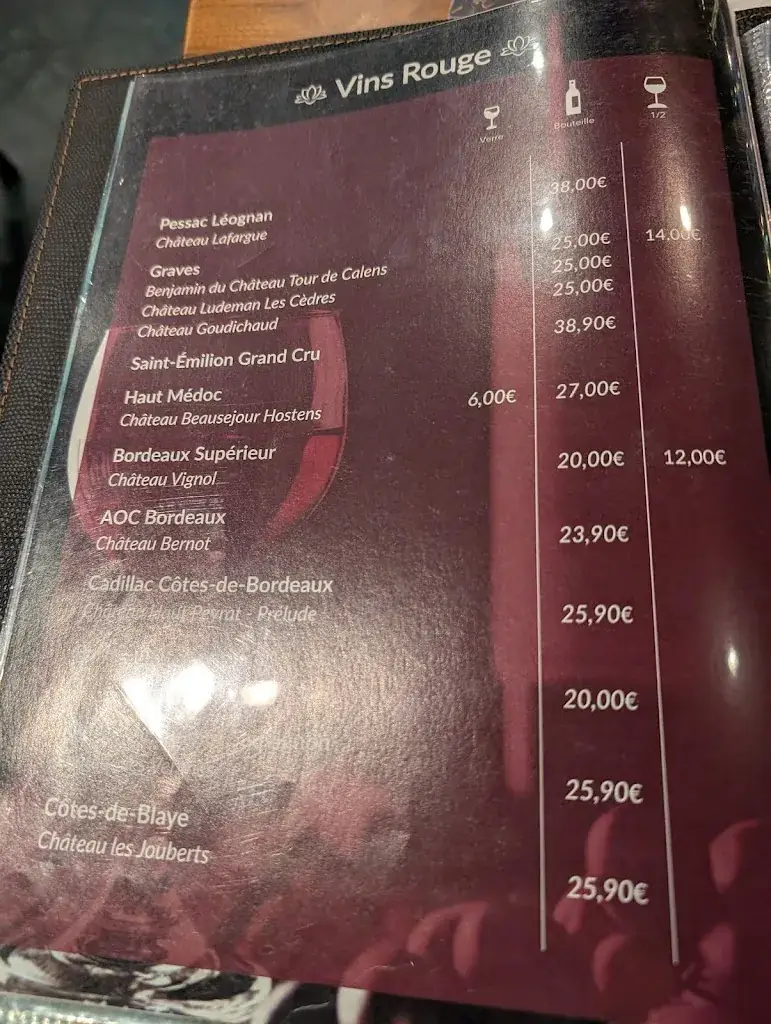 Vins Rouge
Verre Bouteille 1/2
38,00€
Pessac Léognan
Château Lafargue
Graves 25,00€ 14,00€
Benjamin du Château Tour de Calens 25,00€
Château Ludeman Les Cèdres 25,00€
Château Goudichaud
Saint-Émilion Grand Cru 38,90€
Haut Médoc 6,00€ 27,00€
Château Beausejour Hostens
Bordeaux Supérieur 20,00€ 12,00€
Château Vignol
AOC Bordeaux 23,90€
Château Bernot
Cadillac Côtes-de-Bordeaux 25,90€
Château Haut Peyrat - Prélude
20,00€
25,90€
Côtes-de-Blaye
Château les Jouberts
25,90€